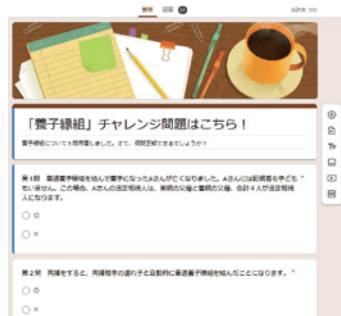 質問 回答
合計点: 100
「養子縁組」チャレンジ問題はこちら！
養子縁組について5問用意しました。さて、何問正解できるでしょうか？
第1問 普通養子縁組を結んで養子になったAさんが亡くなりました。Aさんには配偶者も子ども *
もいません。この場合、Aさんの法定相続人は、実親の父母と養親の父母、合計4人が法定相続
人になります。
○
×
第2問 再婚をすると、再婚相手の連れ子と自動的に普通養子縁組を結んだことになります。 *
○
×